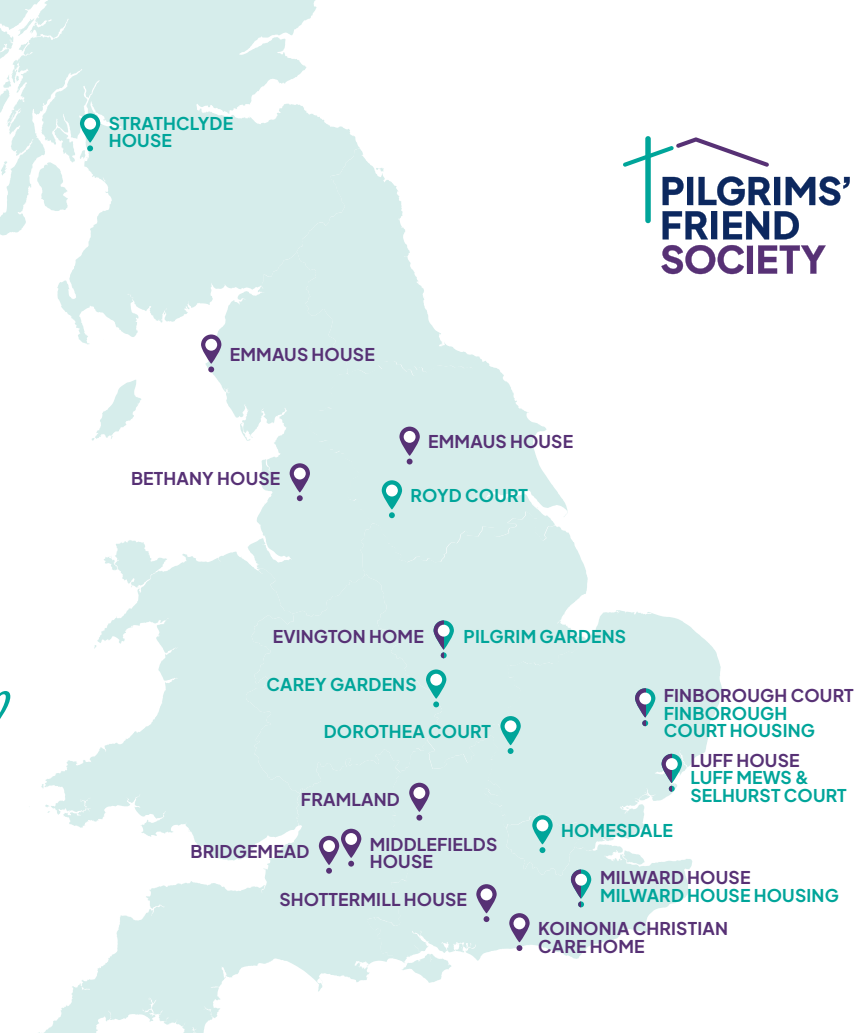 STRATHCLYDE
HOUSE
PILGRIMS’
FRIEND
SOCIETY
EMMAUS HOUSE
EMMAUS HOUSE
BETHANY HOUSE
ROYD COURT
EVINGTON HOME
PILGRIM GARDENS
CAREY GARDENS
FINBOROUGH COURT
FINBOROUGH
COURT HOUSING
DOROTHEA COURT
LUFF HOUSE
LUFF MEWS &
SELHURST COURT
FRAMLAND
HOMESDALE
BRIDGEMEAD
MIDDLEFIELDS
HOUSE
MILWARD HOUSE
MILWARD HOUSE HOUSING
SHOTTERMILL HOUSE
KOINONIA CHRISTIAN
CARE HOME